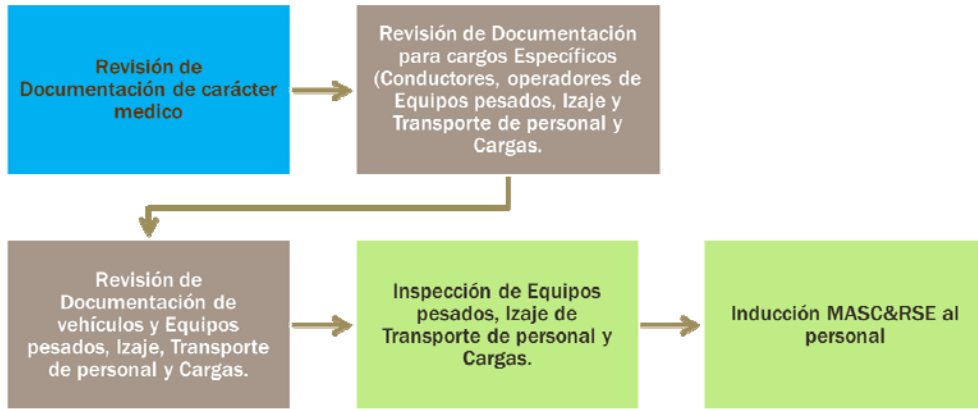 Revisión de
Documentación de carácter
medico
Revisión de Documentación
para cargos Específicos
(Conductores, operadores de
Equipos pesados, Izaje y
Transporte de personal y
Cargas.
Revisión de
Documentación de
vehículos y Equipos
pesados, Izaje, Transporte
de personal y Cargas.
Inspección de Equipos
pesados, Izaje de
Transporte de personal y
Cargas.
Inducción MASC&RSE al
personal